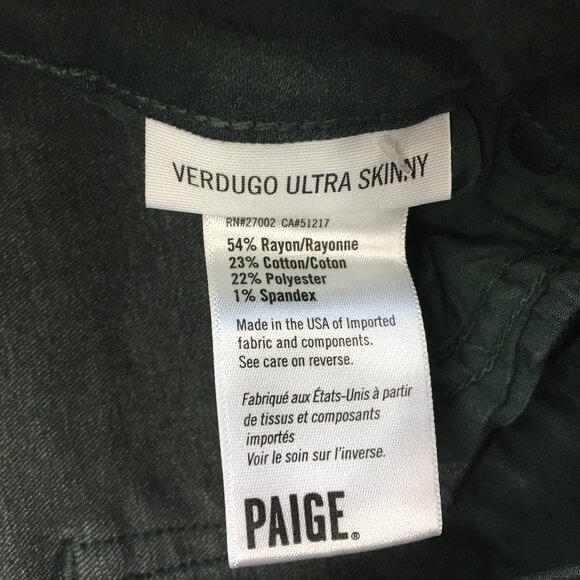 VERDUGO ULTRA SKINNY
RN#27002 CA#51217
54% Rayon/Rayonne
23% Cotton/Coton
22% Polyester
1% Spandex
Made in the USA of Imported
fabric and components.
See care on reverse.
Fabriqué aux États-Unis à partir
de tissus et composants
importés
Voir le soin sur l'inverse.
PAIGE®